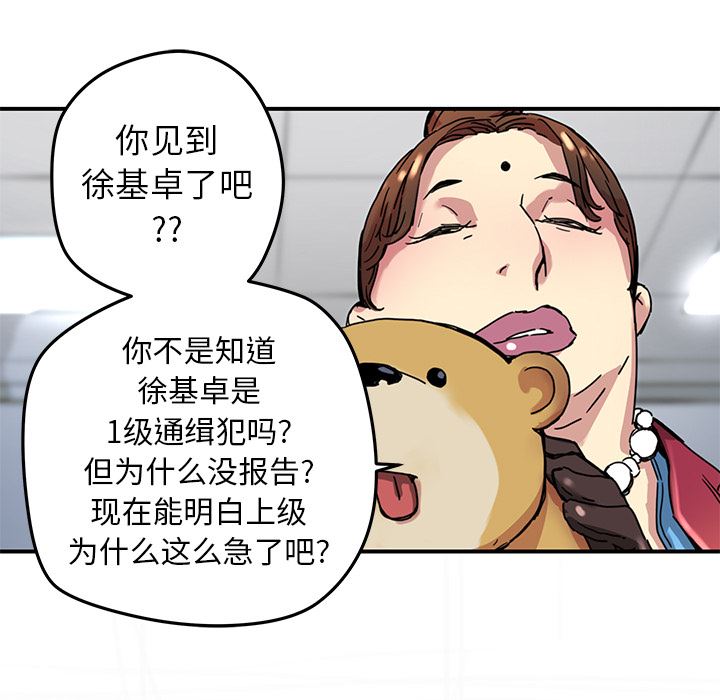 你见到
徐基卓了吧
??
你不是知道
徐基卓是
1级通缉犯吗?
但为什么没报告?
现在能明白上级
为什么这么急了吧?